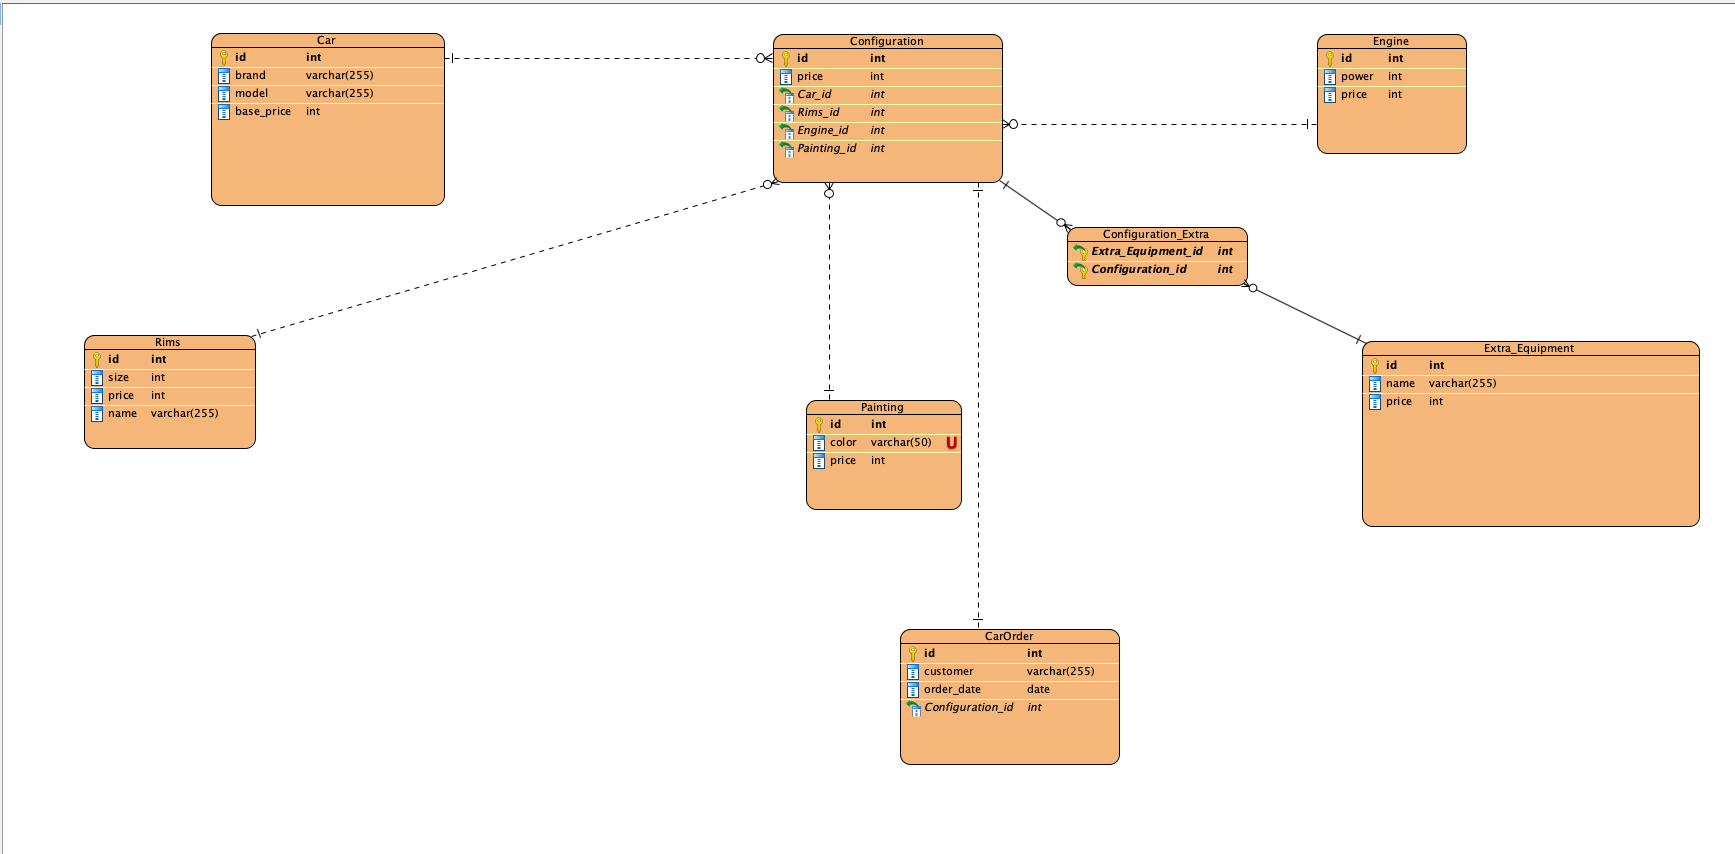 Car
id int
brand varchar(255)
model varchar(255)
base_price int
Configuration
id int
price int
Car_id int
Rims_id int
Engine_id int
Painting_id int
Engine
id int
power int
price int
Configuration_Extra
Extra_Equipment_id int
Configuration_id int
Rims
id int
size int
price int
name varchar(255)
Extra_Equipment
id int
name varchar(255)
price int
Painting
id int
color varchar(50) U
price int
CarOrder
id int
customer varchar(255)
order_date date
Configuration_id int